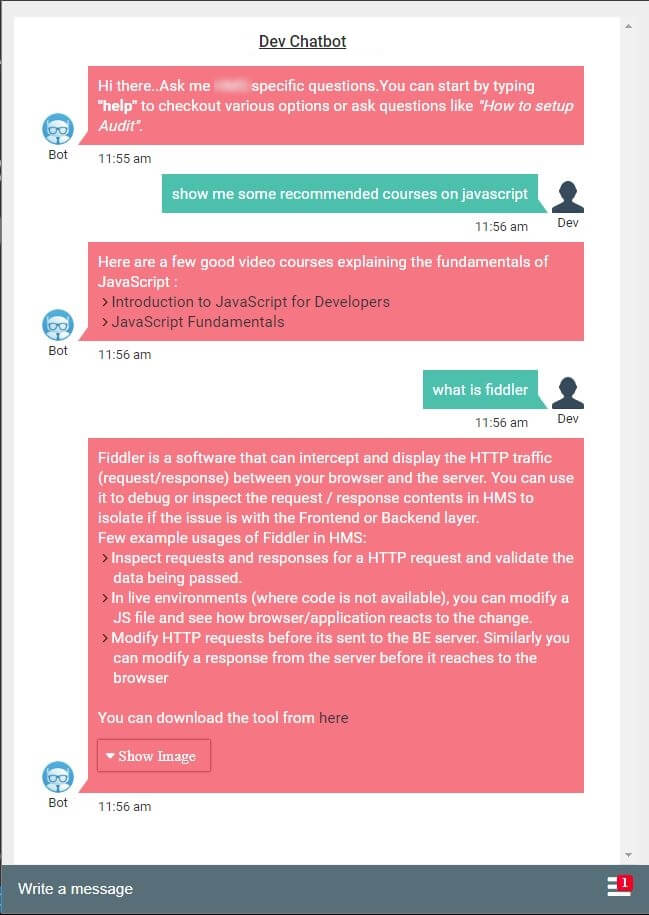 Dev Chatbot
Hi there..Ask me specific questions.You can start by typing
"help" to checkout various options or ask questions like "How to setup
Audit".
Bot
11:55 am
show me some recommended courses on javascript
11:56 am
Dev
Here are a few good video courses explaining the fundamentals of
JavaScript :
> Introduction to JavaScript for Developers
> JavaScript Fundamentals
Bot
11:56 am
what is fiddler
11:56 am
Dev
Fiddler is a software that can intercept and display the HTTP traffic
(request/response) between your browser and the server. You can use
it to debug or inspect the request / response contents in HMS to
isolate if the issue is with the Frontend or Backend layer.
Few example usages of Fiddler in HMS:
> Inspect requests and responses for a HTTP request and validate the
data being passed.
> In live environments (where code is not available), you can modify a
JS file and see how browser/application reacts to the change.
> Modify HTTP requests before its sent to the BE server. Similarly you
can modify a response from the server before it reaches to the
browser
You can download the tool from here
Show Image
Bot
11:56 am
Write a message
1